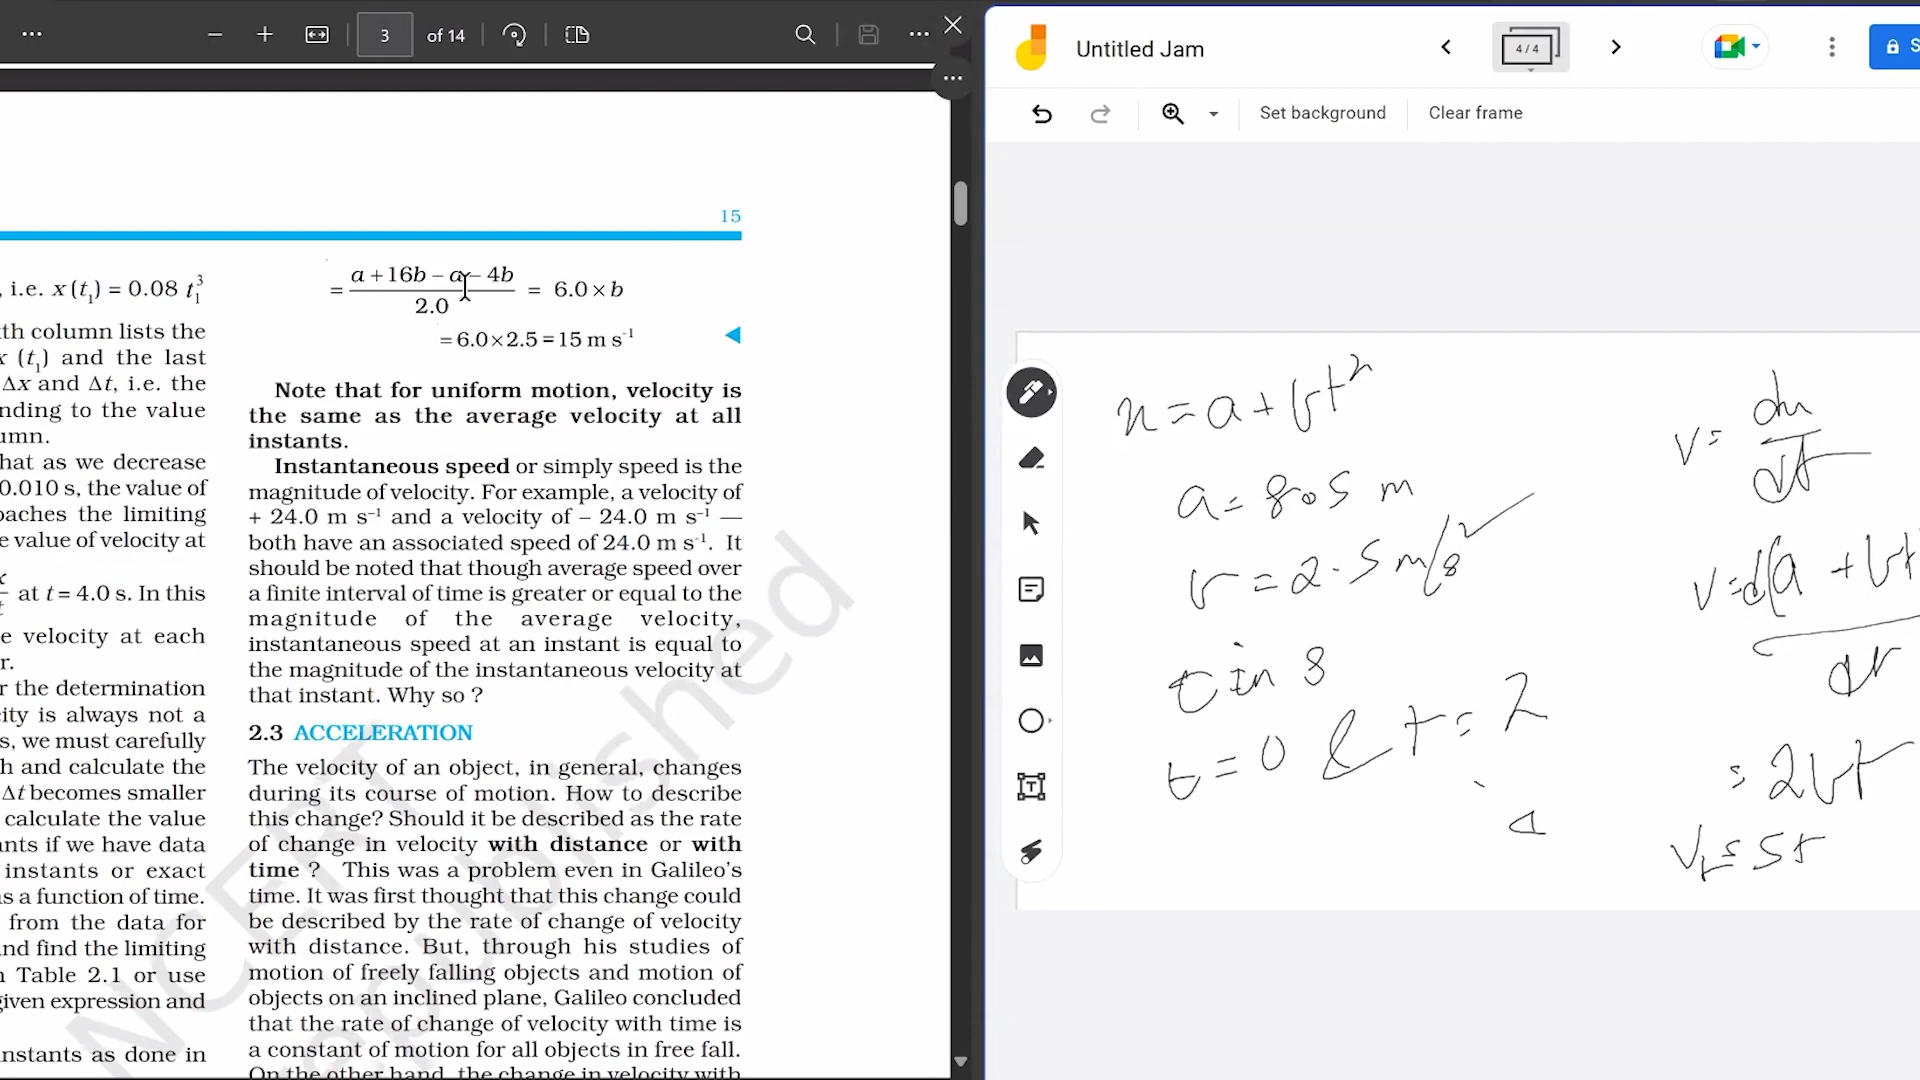 3 of 14
Untitled Jam
4 / 4
S
Set background
Clear frame
15
, i.e. x (t₁) = 0.08 t₁³
th column lists the
x (t₁) and the last
Δx and Δt, i.e. the
nding to the value
umn.
hat as we decrease
0.010 s, the value of
oaches the limiting
e value of velocity at
at t = 4.0 s. In this
e velocity at each
r.
r the determination
city is always not a
s, we must carefully
h and calculate the
Δt becomes smaller
calculate the value
nts if we have data
instants or exact
s a function of time.
from the data for
nd find the limiting
n Table 2.1 or use
given expression and
instants as done in
= a + 16b – a – 4b / 2.0 = 6.0 × b
= 6.0 × 2.5 = 15 m s⁻¹
Note that for uniform motion, velocity is
the same as the average velocity at all
instants.
Instantaneous speed or simply speed is the
magnitude of velocity. For example, a velocity of
+ 24.0 m s⁻¹ and a velocity of – 24.0 m s⁻¹ —
both have an associated speed of 24.0 m s⁻¹. It
should be noted that though average speed over
a finite interval of time is greater or equal to the
magnitude of the average velocity,
instantaneous speed at an instant is equal to
the magnitude of the instantaneous velocity at
that instant. Why so ?
2.3 ACCELERATION
The velocity of an object, in general, changes
during its course of motion. How to describe
this change? Should it be described as the rate
of change in velocity with distance or with
time ? This was a problem even in Galileo's
time. It was first thought that this change could
be described by the rate of change of velocity
with distance. But, through his studies of
motion of freely falling objects and motion of
objects on an inclined plane, Galileo concluded
that the rate of change of velocity with time is
a constant of motion for all objects in free fall.
On the other hand, the change in velocity with
NCERT
republished
x = a + bt²
a = 8.5 m
b = 2.5 m/s²
t in s
t = 0 & t = 2
v = dx/dt
v = d(a + bt
dt
= 2bt
v = 5t